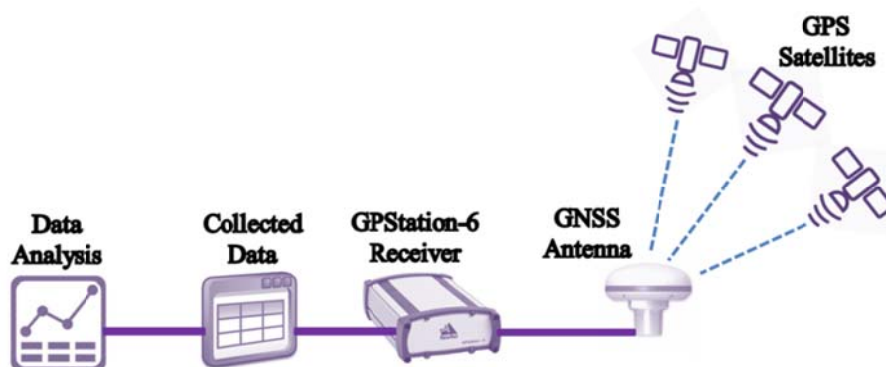 GPS
Satellites
Data
Analysis
Collected
Data
GPStation-6
Receiver
GNSS
Antenna